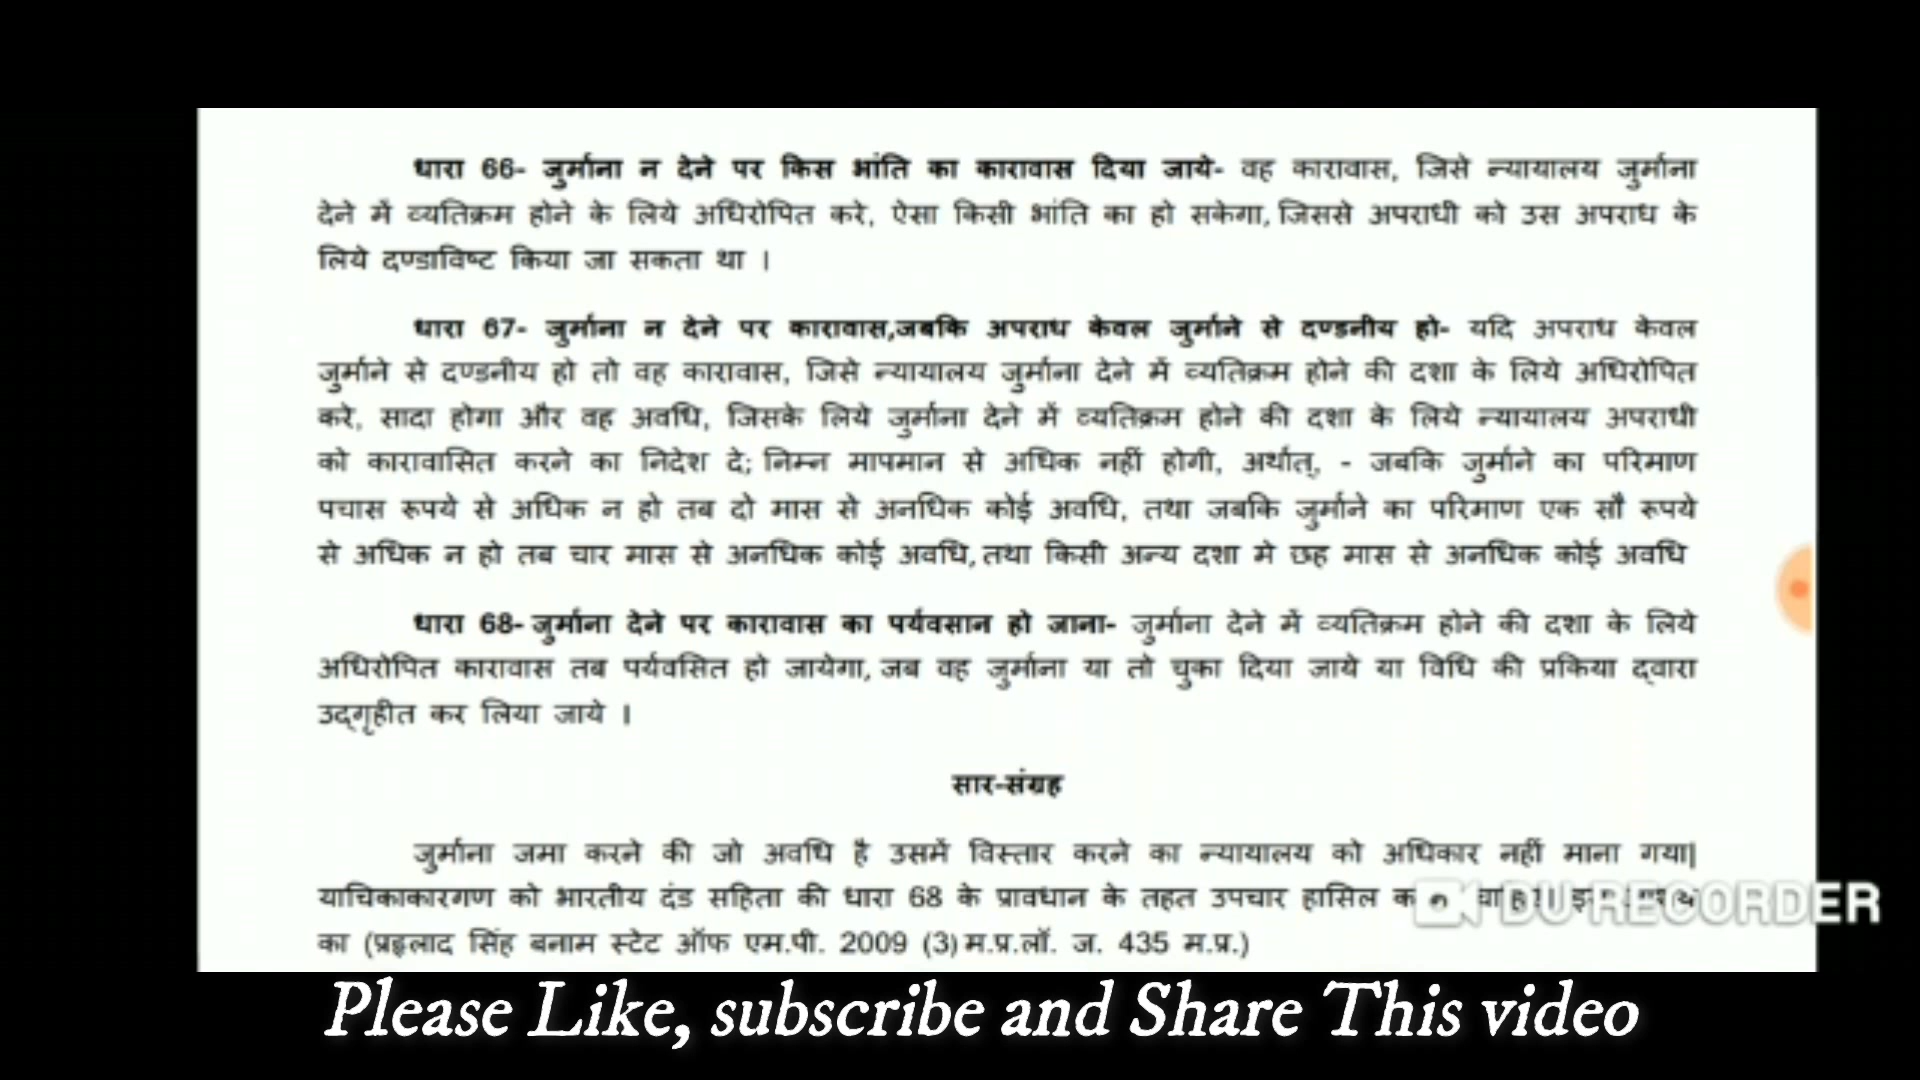 धारा 66- जुर्माना न देने पर किस भांति का कारावास दिया जाये- वह कारावास, जिसे न्यायालय जुर्माना
देने में व्यतिक्रम होने के लिये अधिरोपित करे, ऐसा किसी भांति का हो सकेगा, जिससे अपराधी को उस अपराध के
लिये दण्डाविष्ट किया जा सकता था ।
धारा 67- जुर्माना न देने पर कारावास,जबकि अपराध केवल जुर्माने से दण्डनीय हो- यदि अपराध केवल
जुर्माने से दण्डनीय हो तो वह कारावास, जिसे न्यायालय जुर्माना देने में व्यतिक्रम होने की दशा के लिये अधिरोपित
करे, सादा होगा और वह अवधि, जिसके लिये जुर्माना देने में व्यतिक्रम होने की दशा के लिये न्यायालय अपराधी
को कारावासित करने का निदेश दे; निम्न मापमान से अधिक नहीं होगी, अर्थात्, - जबकि जुर्माने का परिमाण
पचास रूपये से अधिक न हो तब दो मास से अनधिक कोई अवधि, तथा जबकि जुर्माने का परिमाण एक सौ रूपये
से अधिक न हो तब चार मास से अनधिक कोई अवधि, तथा किसी अन्य दशा मे छह मास से अनधिक कोई अवधि
धारा 68- जुर्माना देने पर कारावास का पर्यवसान हो जाना- जुर्माना देने में व्यतिक्रम होने की दशा के लिये
अधिरोपित कारावास तब पर्यवसित हो जायेगा, जब वह जुर्माना या तो चुका दिया जाये या विधि की प्रकिया द्वारा
उद्गृहीत कर लिया जाये ।
सार-संग्रह
जुर्माना जमा करने की जो अवधि है उसमें विस्तार करने का न्यायालय को अधिकार नहीं माना गया|
याचिकाकारगण को भारतीय दंड सहिता की धारा 68 के प्रावधान के तहत उपचार हासिल
DU RECORDER
का (प्रहलाद सिंह बनाम स्टेट ऑफ एम.पी. 2009 (3) म.प्र.लॉ. ज. 435 म.प्र.)
Please Like, subscribe and Share This video